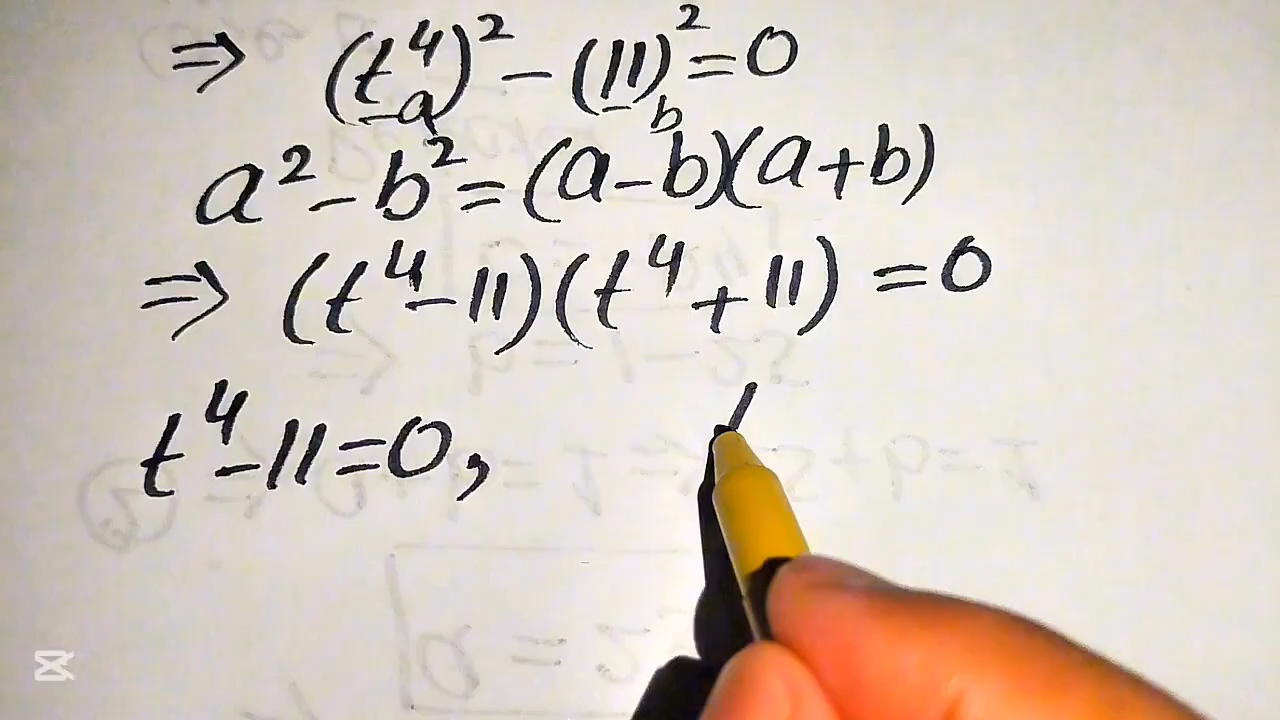 ⇒ (t⁴)² - (11)² = 0
a b
a² - b² = (a-b)(a+b)
⇒ (t⁴-11)(t⁴+11) = 0
t⁴-11=0,